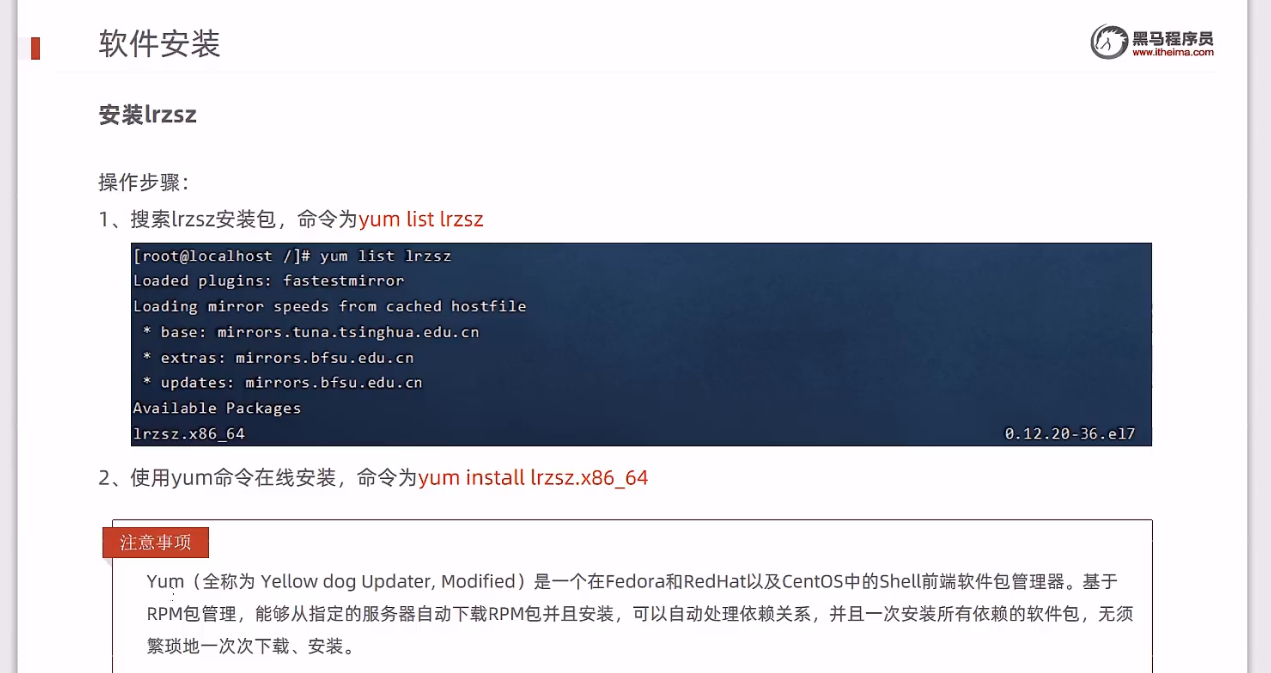 软件安装
黑马程序员
www.itheima.com
安装lrzsz
操作步骤：
1、搜索lrzsz安装包，命令为yum list lrzsz
[root@localhost /]# yum list lrzsz
Loaded plugins: fastestmirror
Loading mirror speeds from cached hostfile
* base: mirrors.tuna.tsinghua.edu.cn
* extras: mirrors.bfsu.edu.cn
* updates: mirrors.bfsu.edu.cn
Available Packages
lrzsz.x86_64 0.12.20-36.el7
2、使用yum命令在线安装，命令为yum install lrzsz.x86_64
注意事项
Yum（全称为 Yellow dog Updater, Modified）是一个在Fedora和RedHat以及CentOS中的Shell前端软件包管理器。基于
RPM包管理，能够从指定的服务器自动下载RPM包并且安装，可以自动处理依赖关系，并且一次安装所有依赖的软件包，无须
繁琐地一次次下载、安装。